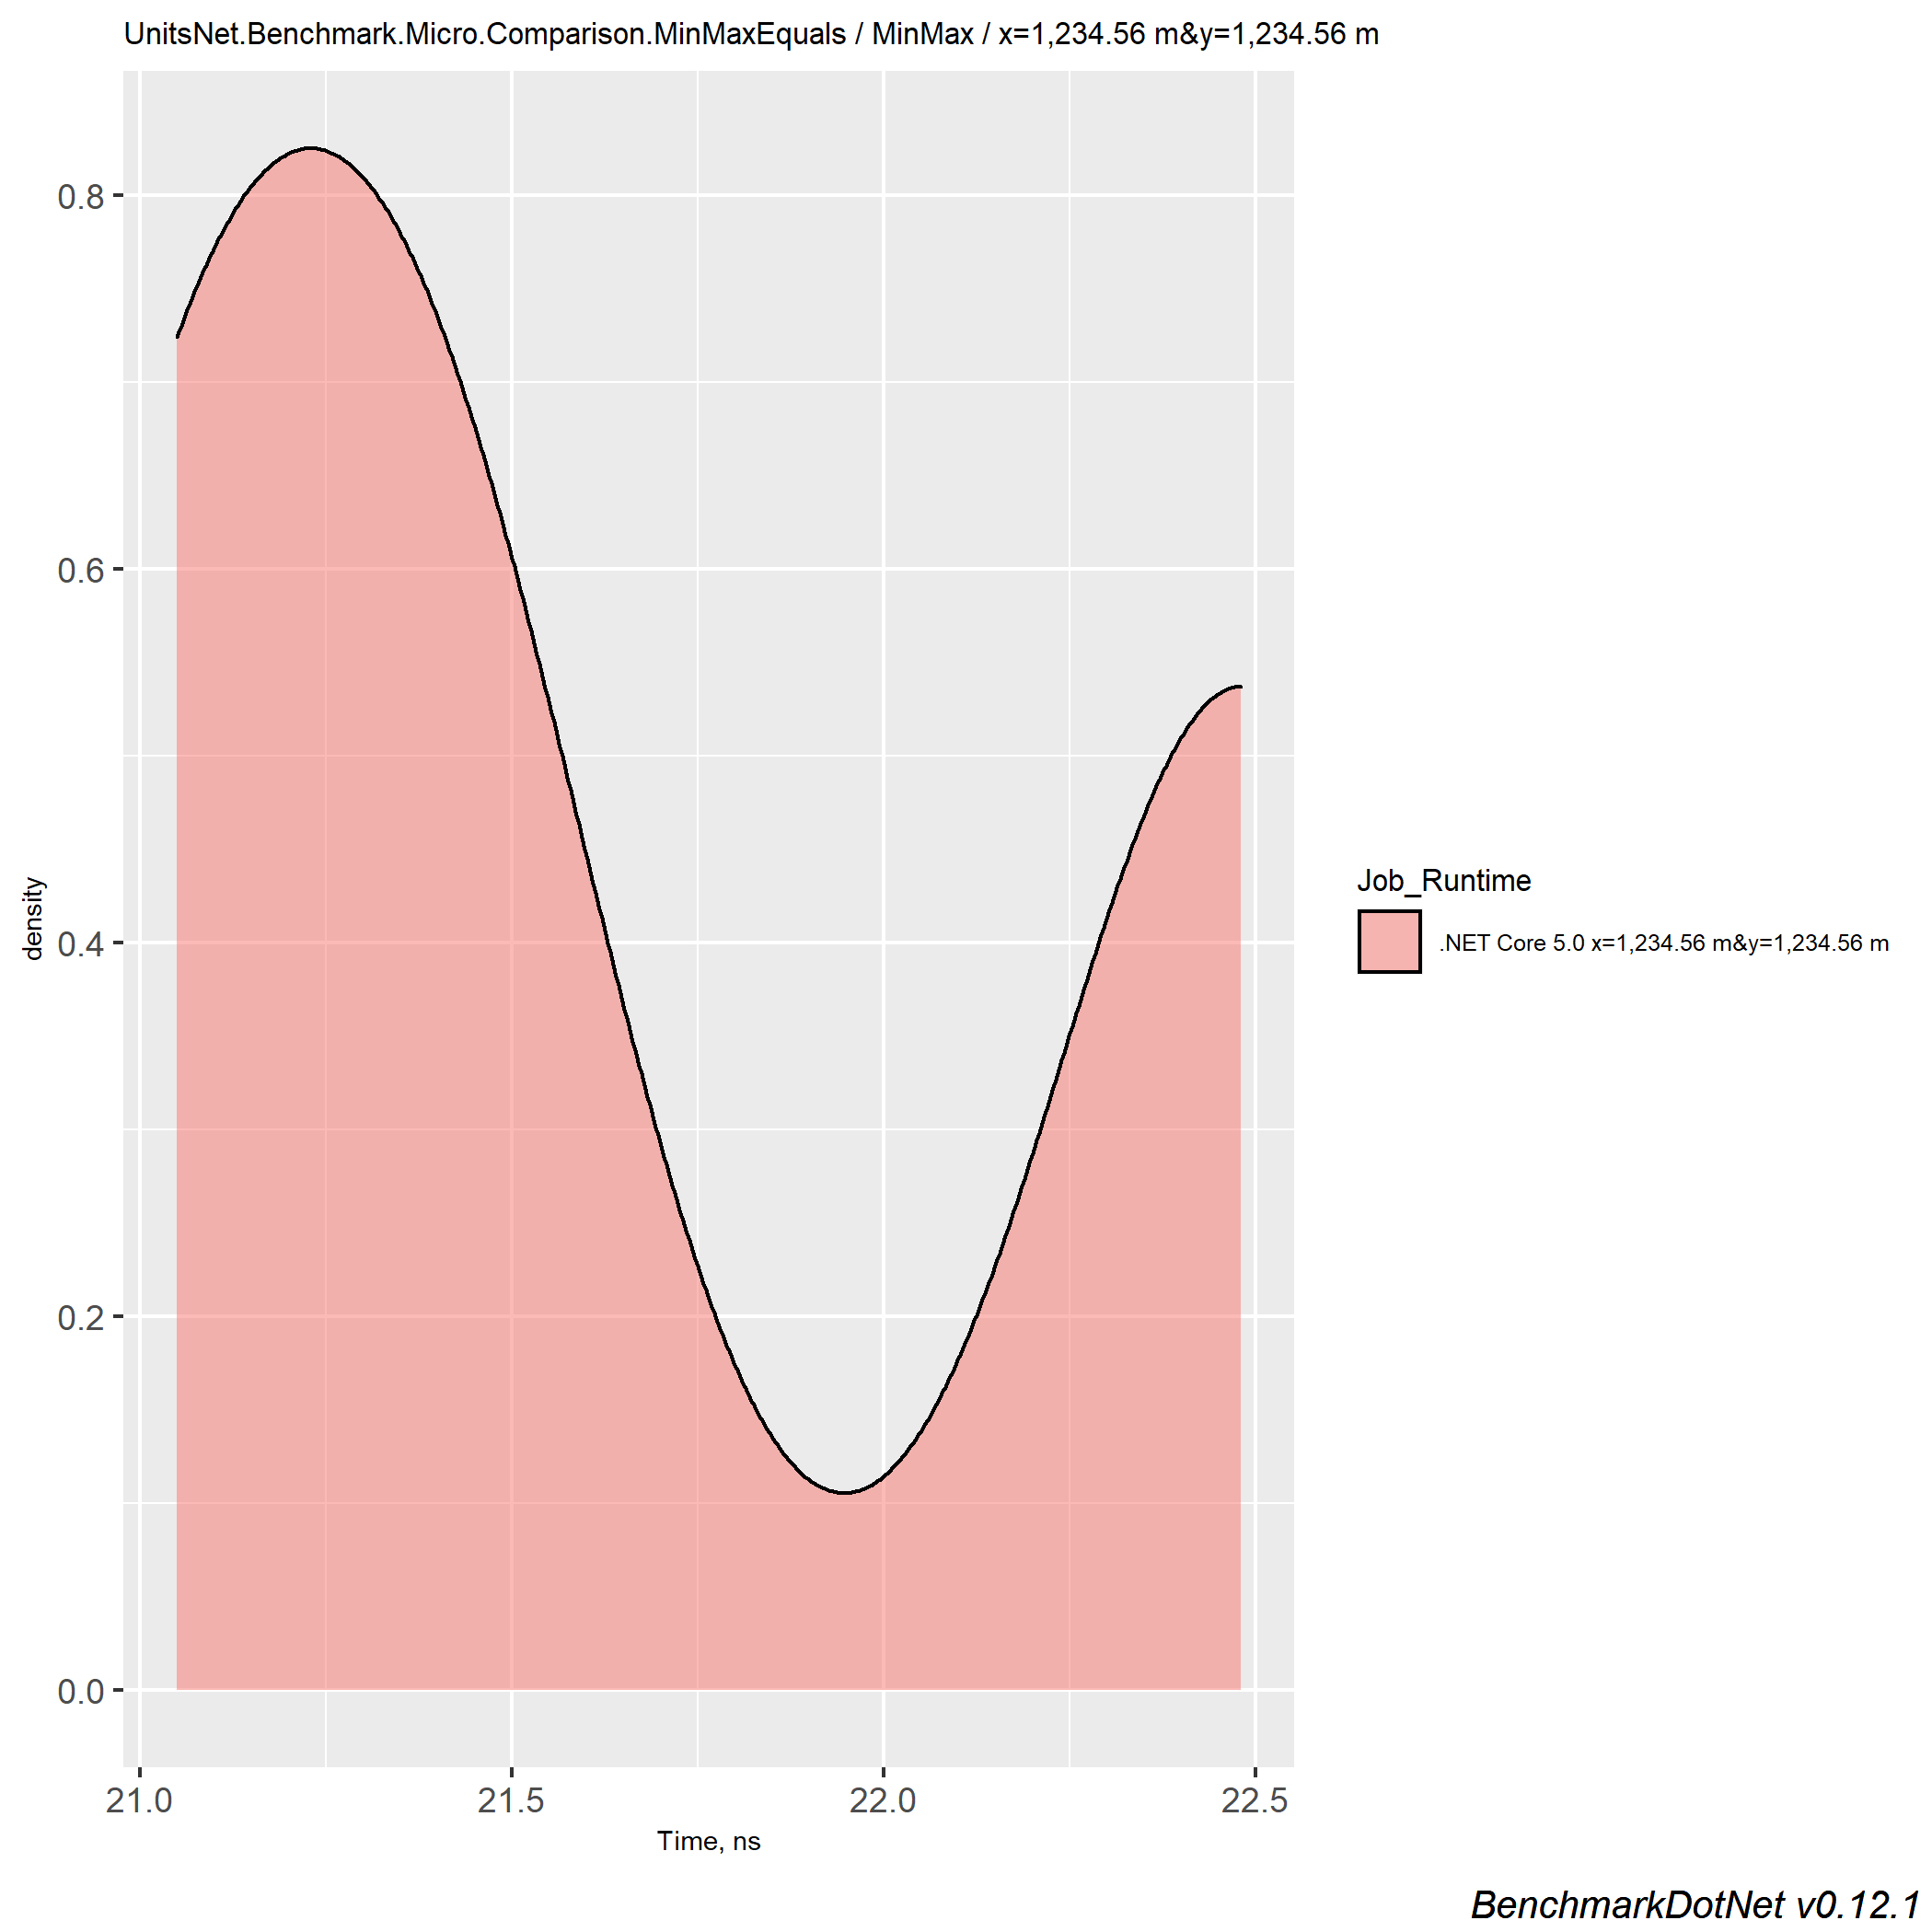 UnitsNet.Benchmark.Micro.Comparison.MinMaxEquals / MinMax / x=1,234.56 m&y=1,234.56 m
0.8
0.6
0.4
0.2
0.0
density
21.0 21.5 22.0 22.5
Time, ns
Job_Runtime
.NET Core 5.0 x=1,234.56 m&y=1,234.56 m
BenchmarkDotNet v0.12.1